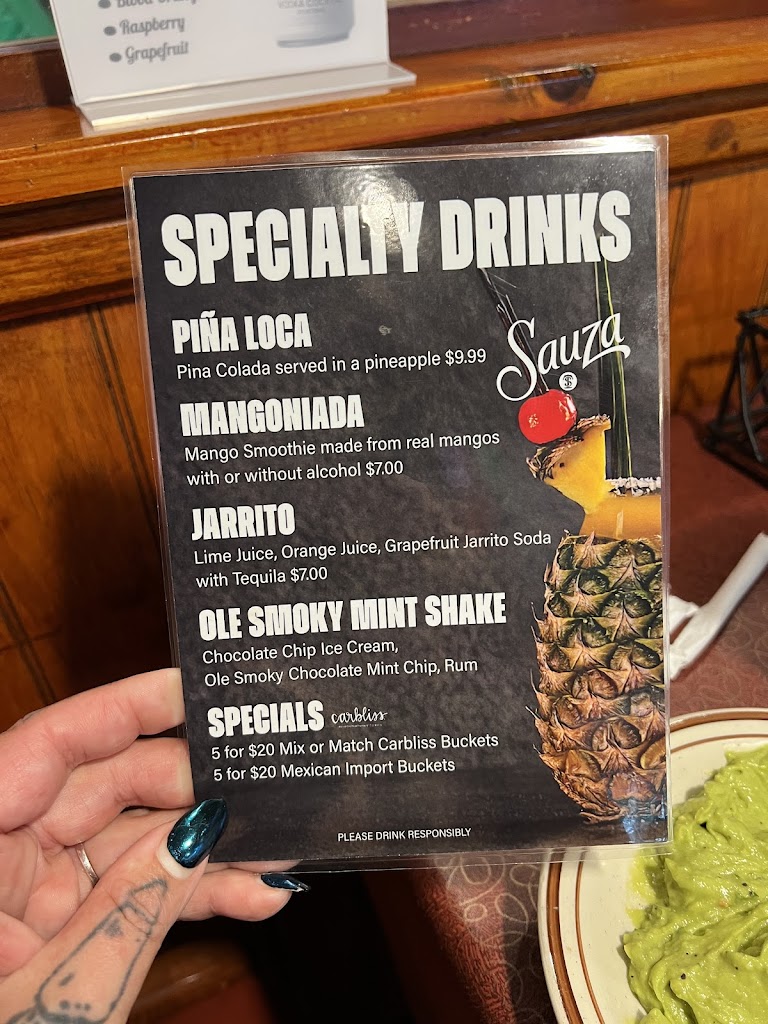 Raspberry
Grapefruit
SPECIALTY DRINKS
PIÑA LOCA
Pina Colada served in a pineapple $9.99
Sauza
MANGONIADA
Mango Smoothie made from real mangos
with or without alcohol $7.00
JARRITO
Lime Juice, Orange Juice, Grapefruit Jarrito Soda
with Tequila $7.00
OLE SMOKY MINT SHAKE
Chocolate Chip Ice Cream,
Ole Smoky Chocolate Mint Chip, Rum
SPECIALS carbliss
5 for $20 Mix or Match Carbliss Buckets
5 for $20 Mexican Import Buckets
PLEASE DRINK RESPONSIBLY